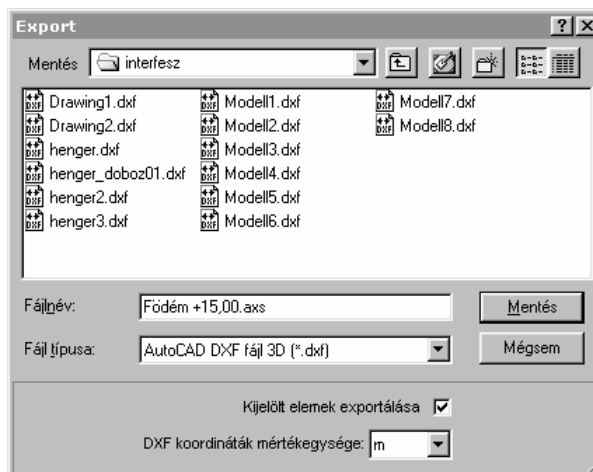 Export
Mentés interfesz
Drawing1.dxf Modell1.dxf Modell7.dxf
Drawing2.dxf Modell2.dxf Modell8.dxf
henger.dxf Modell3.dxf
henger_doboz01.dxf Modell4.dxf
henger2.dxf Modell5.dxf
henger3.dxf Modell6.dxf
Fájlnév: Födém +15,00.axs Mentés
Fájl típusa: AutoCAD DXF fájl 3D (*.dxf) Mégsem
Kijelölt elemek exportálása
DXF koordináták mértékegysége: m